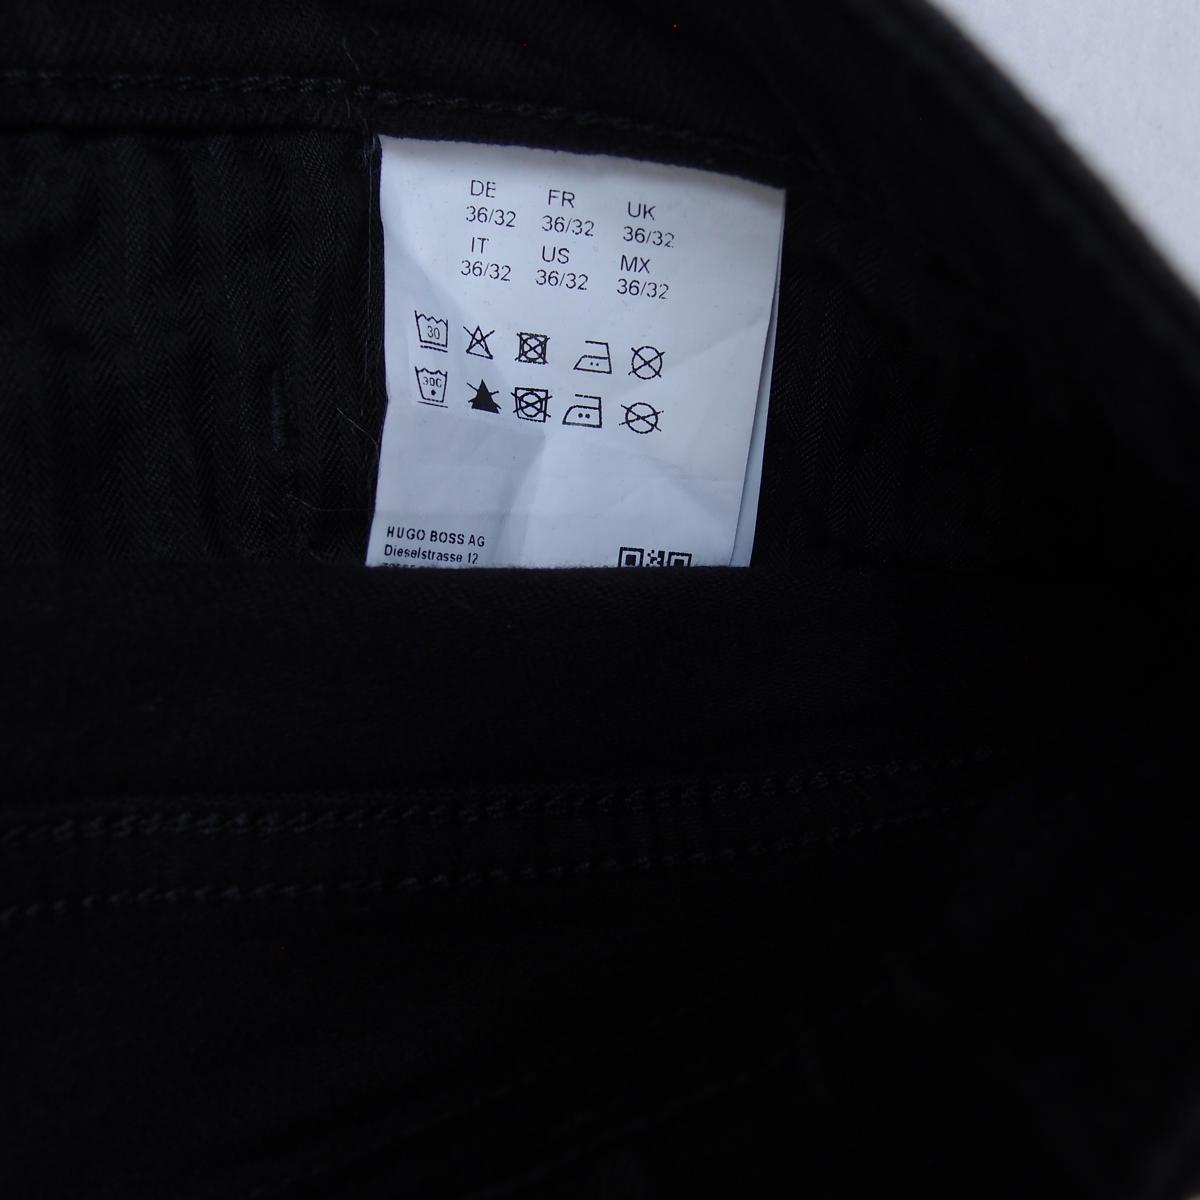 DE FR UK
36/32 36/32 36/32
IT US MX
36/32 36/32 36/32
30
30C
HUGO BOSS AG
Dieselstrasse 12